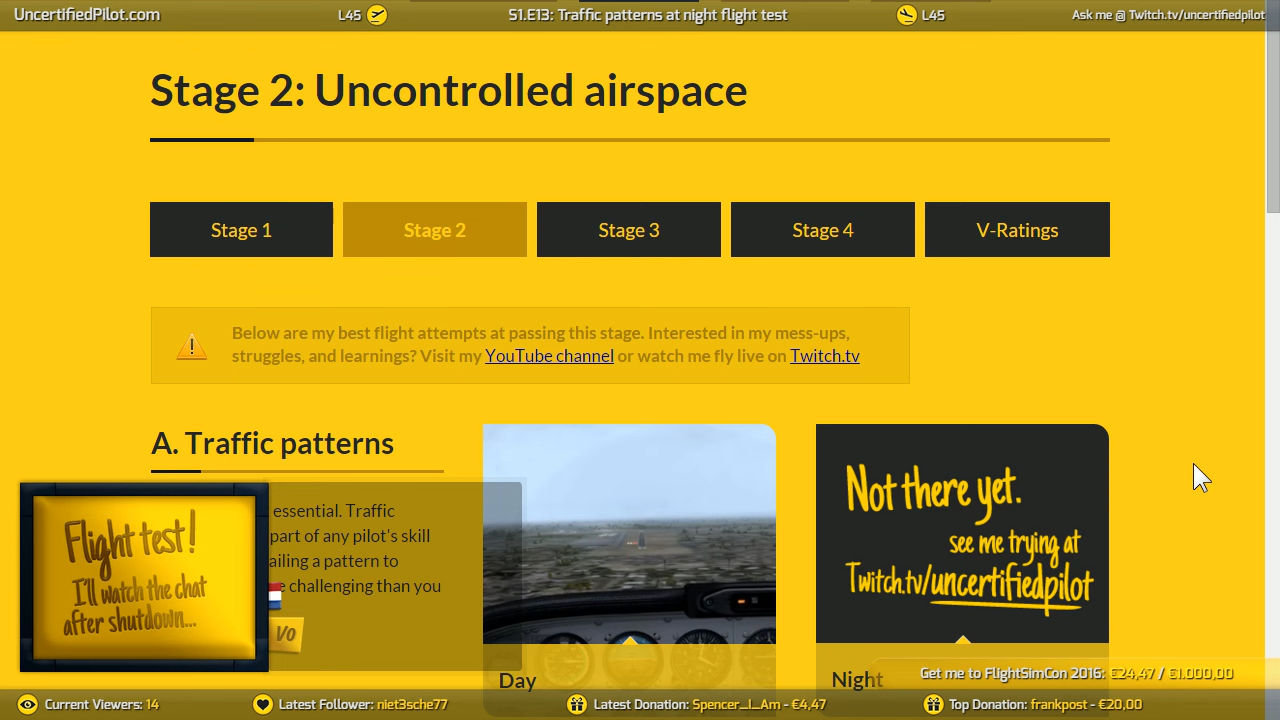 UncertifiedPilot.com
L45
S1.E13: Traffic patterns at night flight test
L45
Ask me @ Twitch.tv/uncertifiedpilot
Stage 2: Uncontrolled airspace
Stage 1
Stage 2
Stage 3
Stage 4
V-Ratings
Below are my best flight attempts at passing this stage. Interested in my mess-ups,
struggles, and learnings? Visit my YouTube channel or watch me fly live on Twitch.tv
A. Traffic patterns
essential. Traffic
part of any pilot's skill
ailing a pattern to
challenging than you
Flight test!
I'll watch the chat
after shutdown...
Vo
Not there yet.
see me trying at
Twitch.tv/uncertifiedpilot
Day
Night
Get me to FlightSimCon 2016: €24,47 / €1.000,00
Current Viewers: 14
Latest Follower: niet3sche77
Latest Donation: Spencer_I_Am - €4,47
Top Donation: frankpost - €20,00